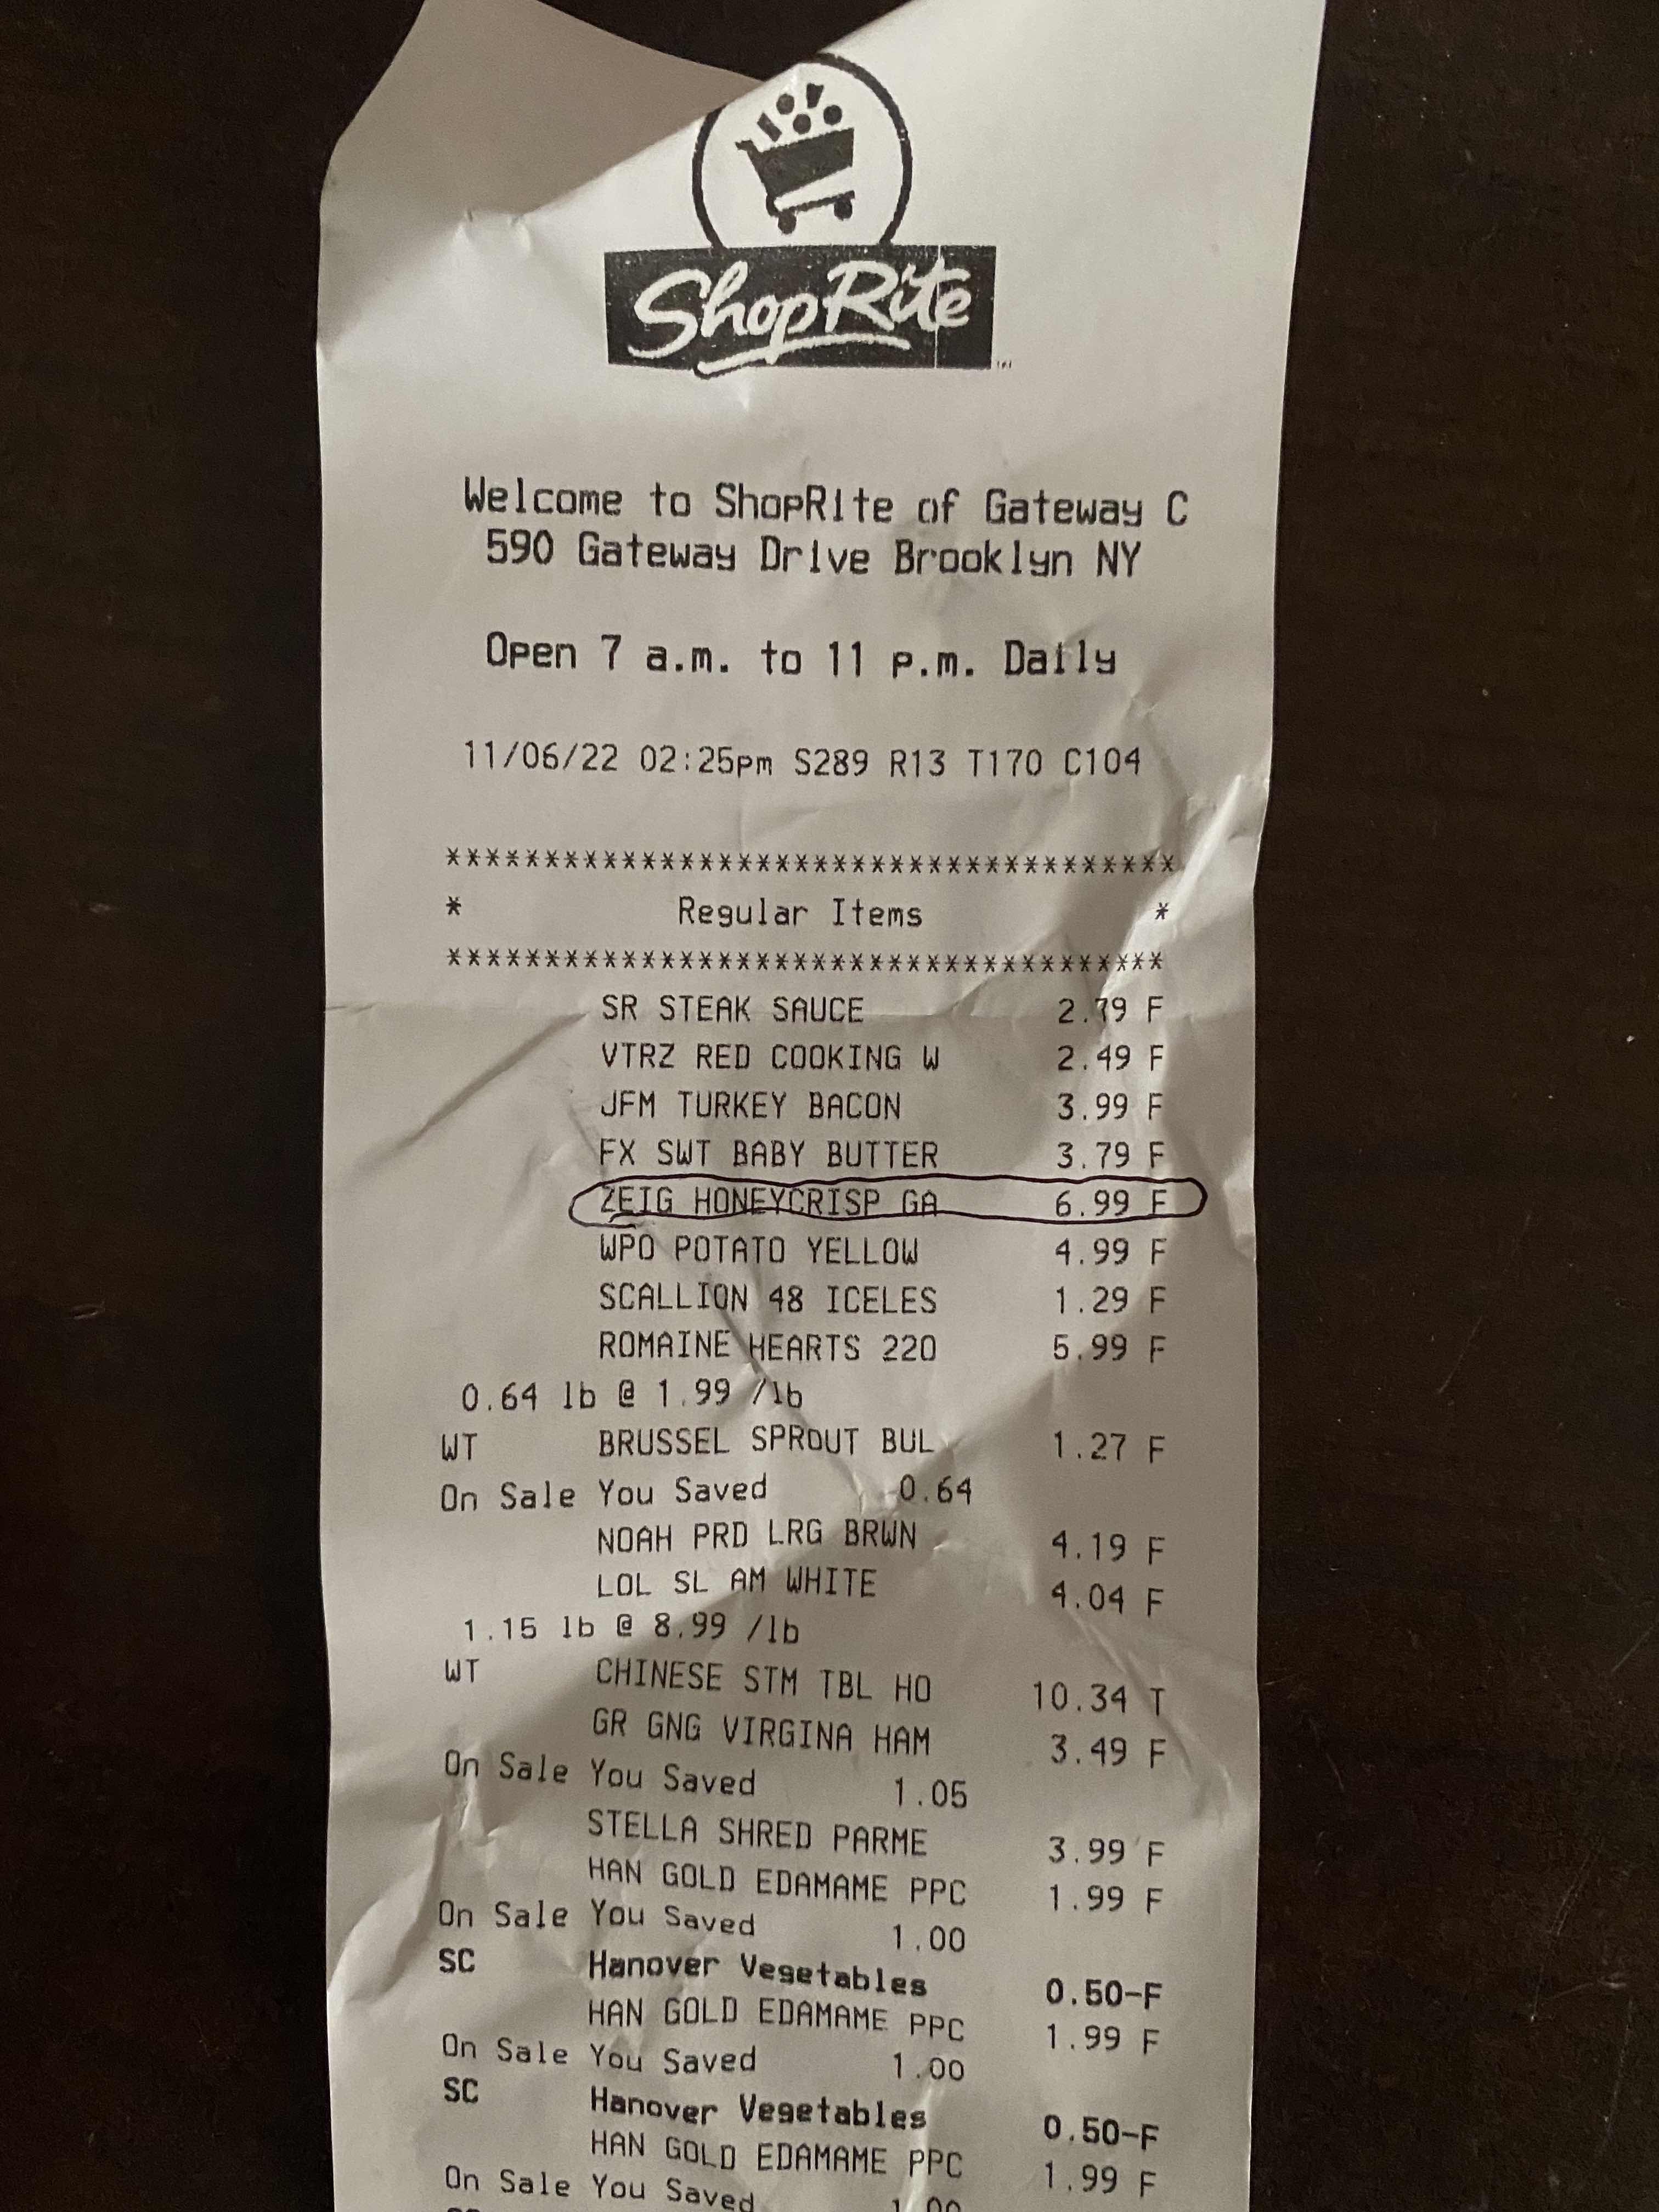 ShopRite
Welcome to ShopRite of Gateway C
590 Gateway Drive Brooklyn NY
Open 7 a.m. to 11 p.m. Daily
11/06/22 02:25pm S289 R13 T170 C104
**************************************
* Regular Items *
**************************************
SR STEAK SAUCE 2.79 F
VTRZ RED COOKING W 2.49 F
JFM TURKEY BACON 3.99 F
FX SWT BABY BUTTER 3.79 F
ZEIG HONEYCRISP GA 6.99 F
WPO POTATO YELLOW 4.99 F
SCALLION 48 ICELES 1.29 F
ROMAINE HEARTS 220 5.99 F
0.64 lb @ 1.99 /lb
WT BRUSSEL SPROUT BUL 1.27 F
On Sale You Saved 0.64
NOAH PRD LRG BRWN 4.19 F
LOL SL AM WHITE 4.04 F
1.15 lb @ 8.99 /lb
WT CHINESE STM TBL HO 10.34 T
GR GNG VIRGINA HAM 3.49 F
On Sale You Saved 1.05
STELLA SHRED PARME 3.99 F
HAN GOLD EDAMAME PPC 1.99 F
On Sale You Saved 1.00
SC Hanover Vegetables 0.50-F
HAN GOLD EDAMAME PPC 1.99 F
On Sale You Saved 1.00
SC Hanover Vegetables 0.50-F
HAN GOLD EDAMAME PPC 1.99 F
On Sale You Saved 1.00